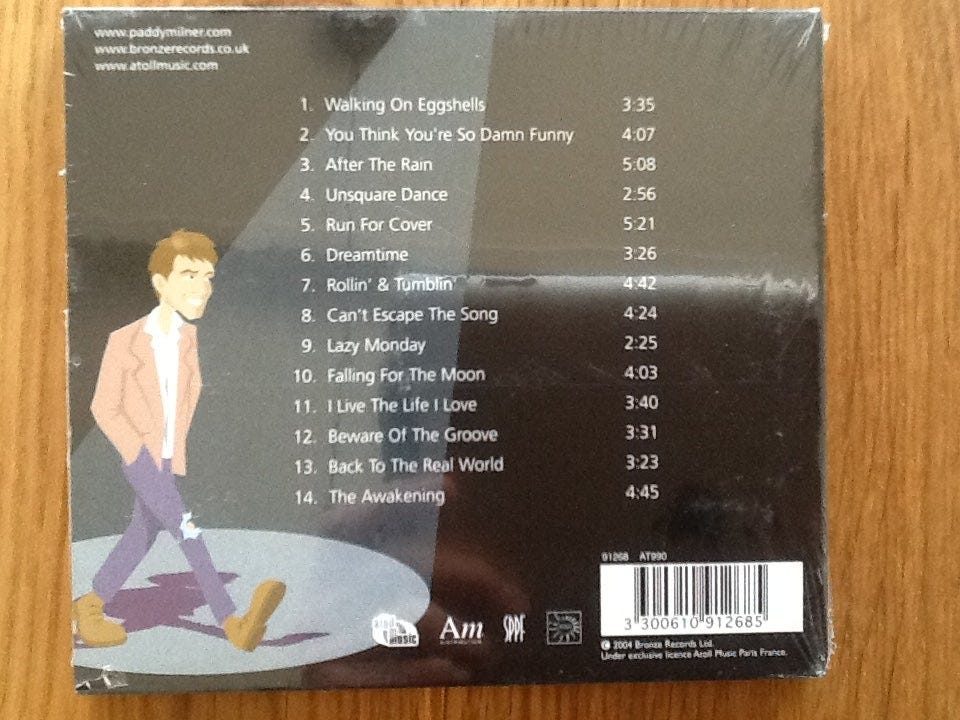 www.paddymilner.com
www.bronzerecords.co.uk
www.atollmusic.com
1. Walking On Eggshells 3:35
2. You Think You're So Damn Funny 4:07
3. After The Rain 5:08
4. Unsquare Dance 2:56
5. Run For Cover 5:21
6. Dreamtime 3:26
7. Rollin' & Tumblin' 4:42
8. Can't Escape The Song 4:24
9. Lazy Monday 2:25
10. Falling For The Moon 4:03
11. I Live The Life I Love 3:40
12. Beware Of The Groove 3:31
13. Back To The Real World 3:23
14. The Awakening 4:45
91268 AT990
3 300610 912685
atoll music Am DISTRIBUTION SPPF
© 2004 Bronze Records Ltd.
Under exclusive licence Atoll Music Paris France.